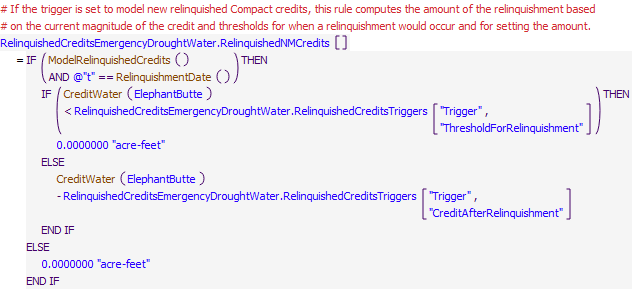 # If the trigger is set to model new relinquished Compact credits, this rule computes the amount of the relinquishment based
# on the current magnitude of the credit and thresholds for when a relinquishment would occur and for setting the amount.
RelinquishedCreditsEmergencyDroughtWater.RelinquishedNMCredits []
= IF ( ModelRelinquishedCredits ( ) ) THEN
AND @"t" == RelinquishmentDate ( )
IF ( CreditWater ( ElephantButte ) ) THEN
< RelinquishedCreditsEmergencyDroughtWater.RelinquishedCreditsTriggers [ "Trigger" ,
"ThresholdForRelinquishment" ]
0.0000000 "acre-feet"
ELSE
CreditWater ( ElephantButte )
- RelinquishedCreditsEmergencyDroughtWater.RelinquishedCreditsTriggers [ "Trigger" ,
"CreditAfterRelinquishment" ]
END IF
ELSE
0.0000000 "acre-feet"
END IF